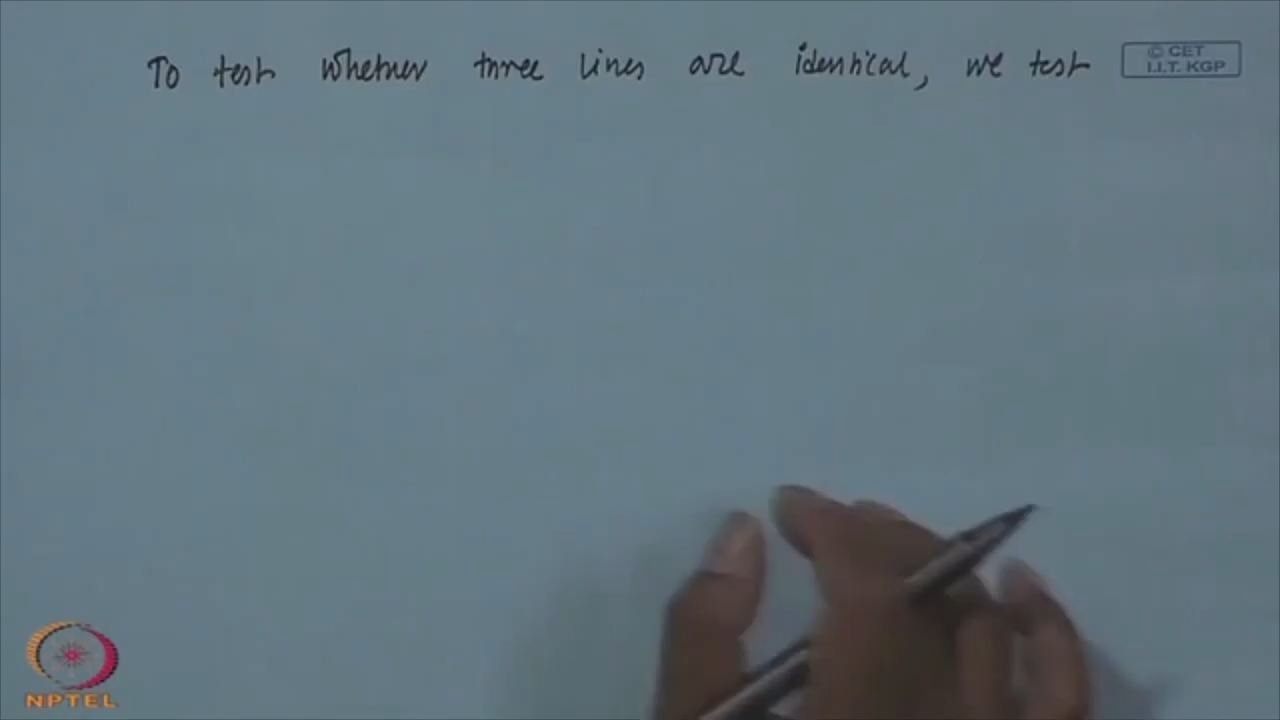 To test whether three lines are identical, we test
© CET
I.I.T. KGP
NPTEL